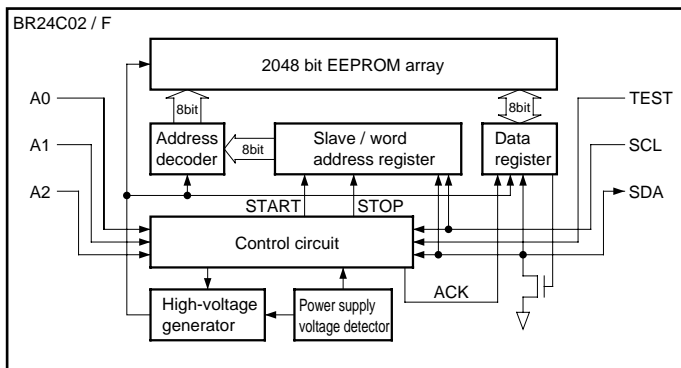 BR24C02 / F
2048 bit EEPROM array
A0
8bit
8bit
TEST
A1
Address
decoder
8bit
Slave / word
address register
Data
register
SCL
A2
START
STOP
SDA
Control circuit
ACK
High-voltage
generator
Power supply
voltage detector